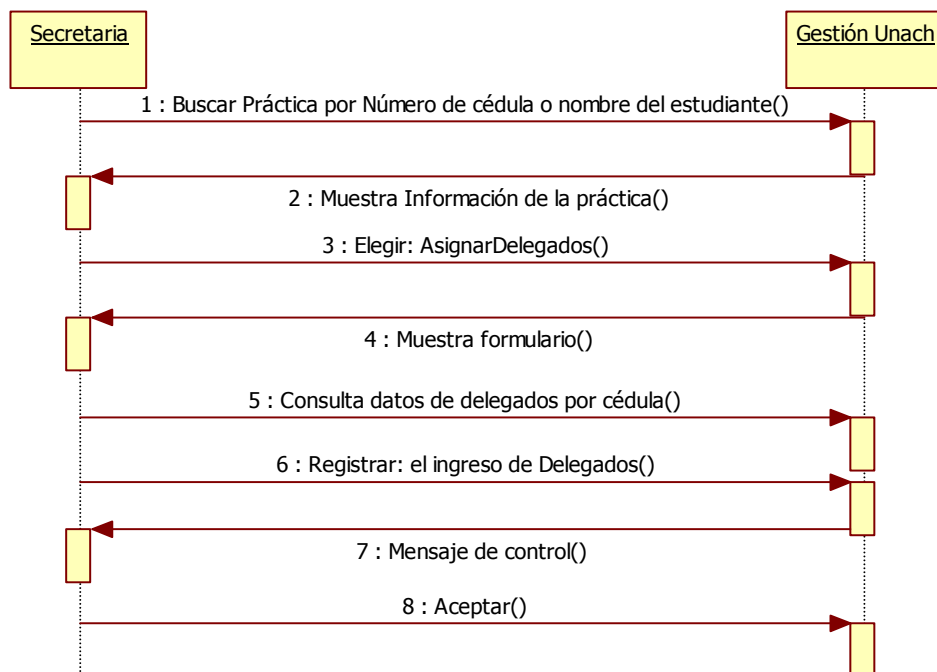 Secretaria
Gestión Unach
1 : Buscar Práctica por Número de cédula o nombre del estudiante()
2 : Muestra Información de la práctica()
3 : Elegir: AsignarDelegados()
4 : Muestra formulario()
5 : Consulta datos de delegados por cédula()
6 : Registrar: el ingreso de Delegados()
7 : Mensaje de control()
8 : Aceptar()